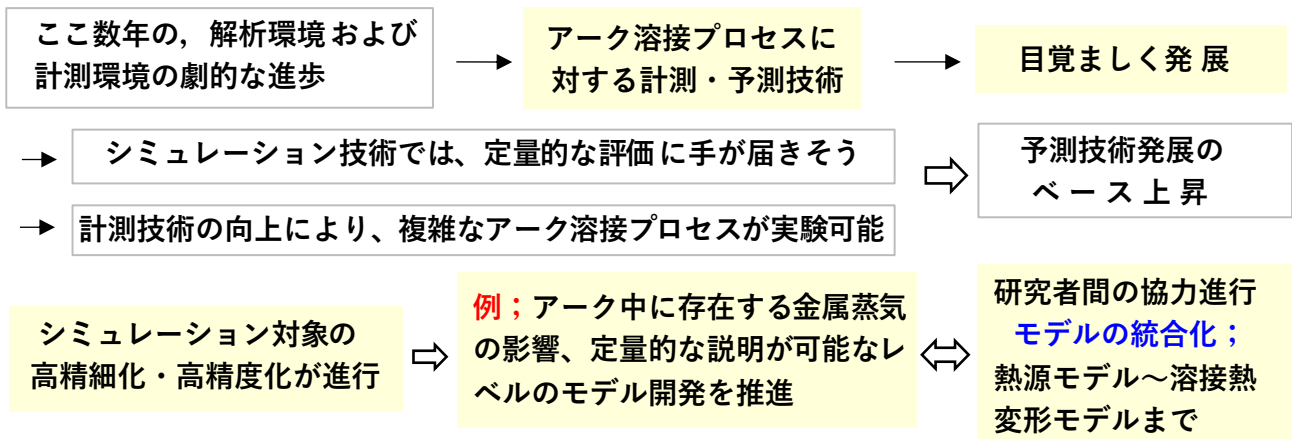 ここ数年の，解析環境および
計測環境の劇的な進歩
アーク溶接プロセスに
対する計測・予測技術
目覚ましく発 展
シミュレーション技術では、定量的な評価に手が届きそう
計測技術の向上により、複雑なアーク溶接プロセスが実験可能
予測技術発展の
ベ ー ス 上 昇
シミュレーション対象の
高精細化・高精度化が進行
例；アーク中に存在する金属蒸気
の影響、定量的な説明が可能なレ
ベルのモデル開発を推進
研究者間の協力進行
モデルの統合化；
熱源モデル～溶接熱
変形モデルまで